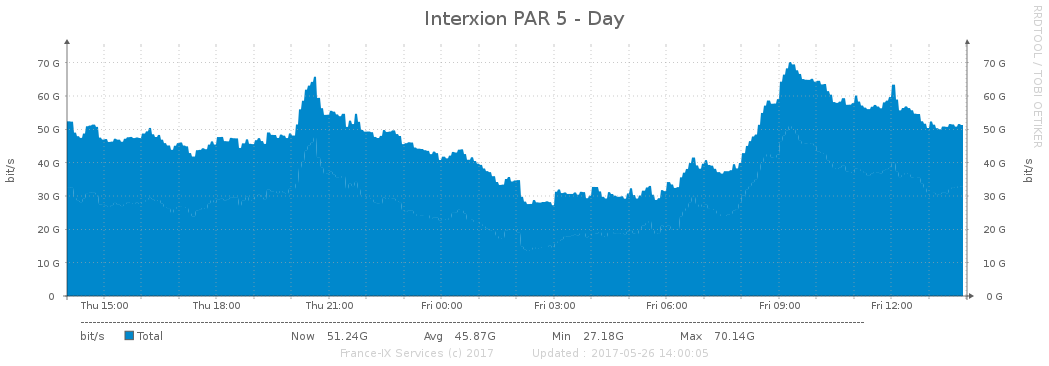 Interxion PAR 5 - Day
RRDTOOL / TOBI OETIKER
bit/s
bit/s
70 G 70 G
60 G 60 G
50 G 50 G
40 G 40 G
30 G 30 G
20 G 20 G
10 G 10 G
0 0 G
Thu 15:00 Thu 18:00 Thu 21:00 Fri 00:00 Fri 03:00 Fri 06:00 Fri 09:00 Fri 12:00
bit/s Total Now 51.24G Avg 45.87G Min 27.18G Max 70.14G
France-IX Services (c) 2017 Updated : 2017-05-26 14:00:05